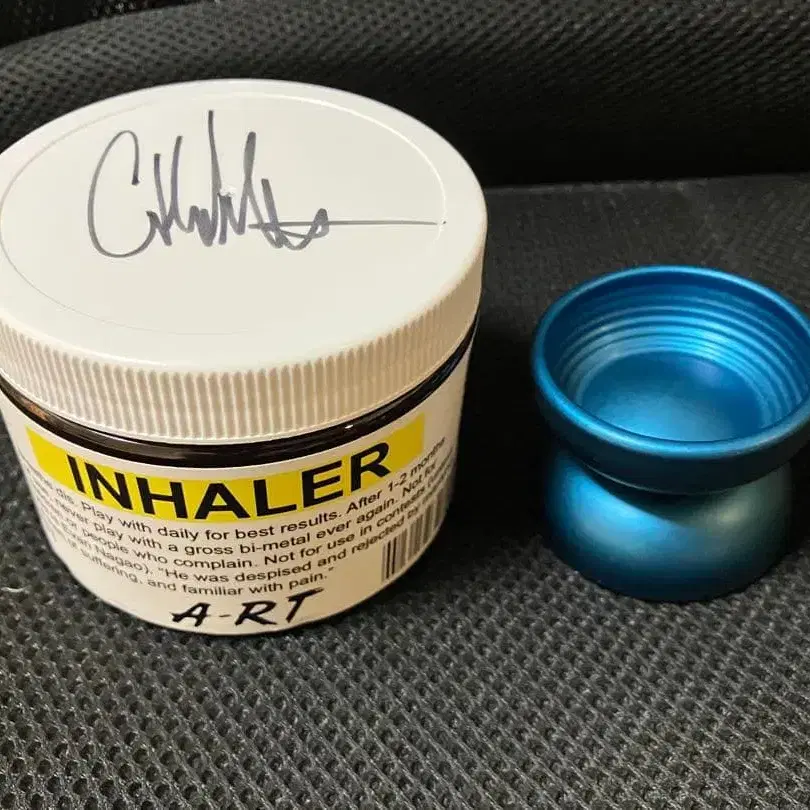 INHALER
dis. Play with daily for best results. After 1-2 months
never play with a gross bi-metal ever again. Not for
or people who complain. Not for use in contests
Nagao). "He was despised and rejected by
suffering, and familiar with pain."
A-RT